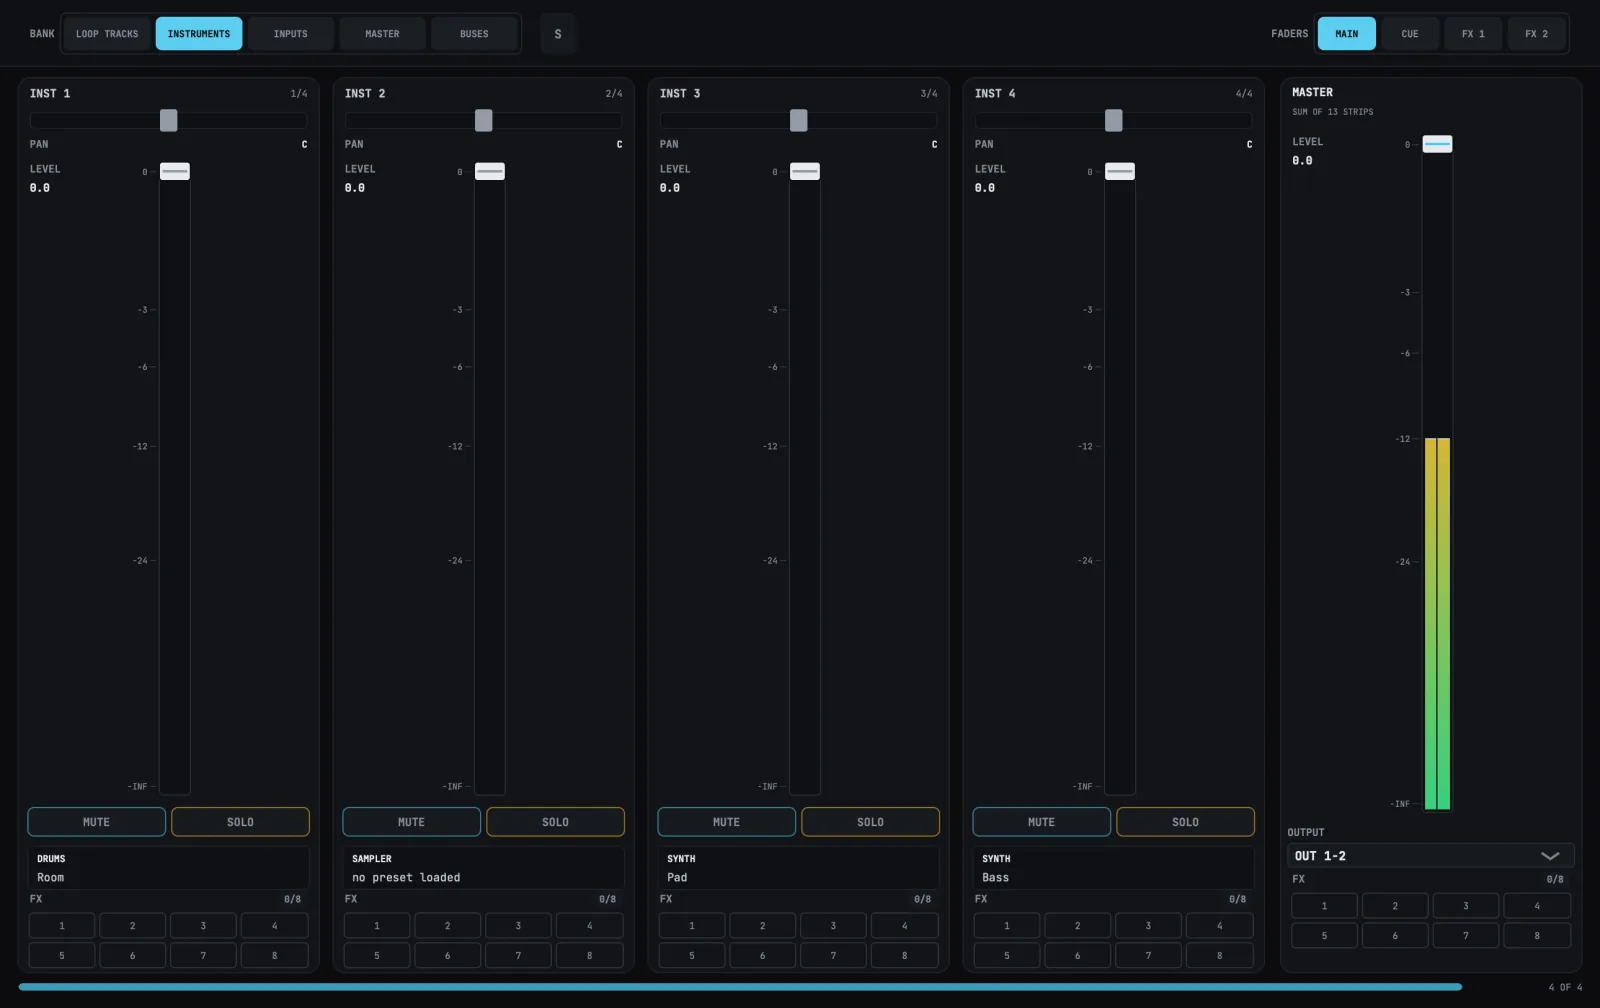 BANK LOOP TRACKS INSTRUMENTS INPUTS MASTER BUSES S FADERS MAIN CUE FX 1 FX 2
INST 1 1/4
PAN C
LEVEL
0.0
0
-3
-6
-12
-24
-INF
MUTE SOLO
DRUMS
Room
FX 0/8
1 2 3 4
5 6 7 8
INST 2 2/4
PAN C
LEVEL
0.0
0
-3
-6
-12
-24
-INF
MUTE SOLO
SAMPLER
no preset loaded
FX 0/8
1 2 3 4
5 6 7 8
INST 3 3/4
PAN C
LEVEL
0.0
0
-3
-6
-12
-24
-INF
MUTE SOLO
SYNTH
Pad
FX 0/8
1 2 3 4
5 6 7 8
INST 4 4/4
PAN C
LEVEL
0.0
0
-3
-6
-12
-24
-INF
MUTE SOLO
SYNTH
Bass
FX 0/8
1 2 3 4
5 6 7 8
MASTER
SUM OF 13 STRIPS
LEVEL
0.0
0
-3
-6
-12
-24
-INF
OUTPUT
OUT 1-2
FX 0/8
1 2 3 4
5 6 7 8
4 OF 4